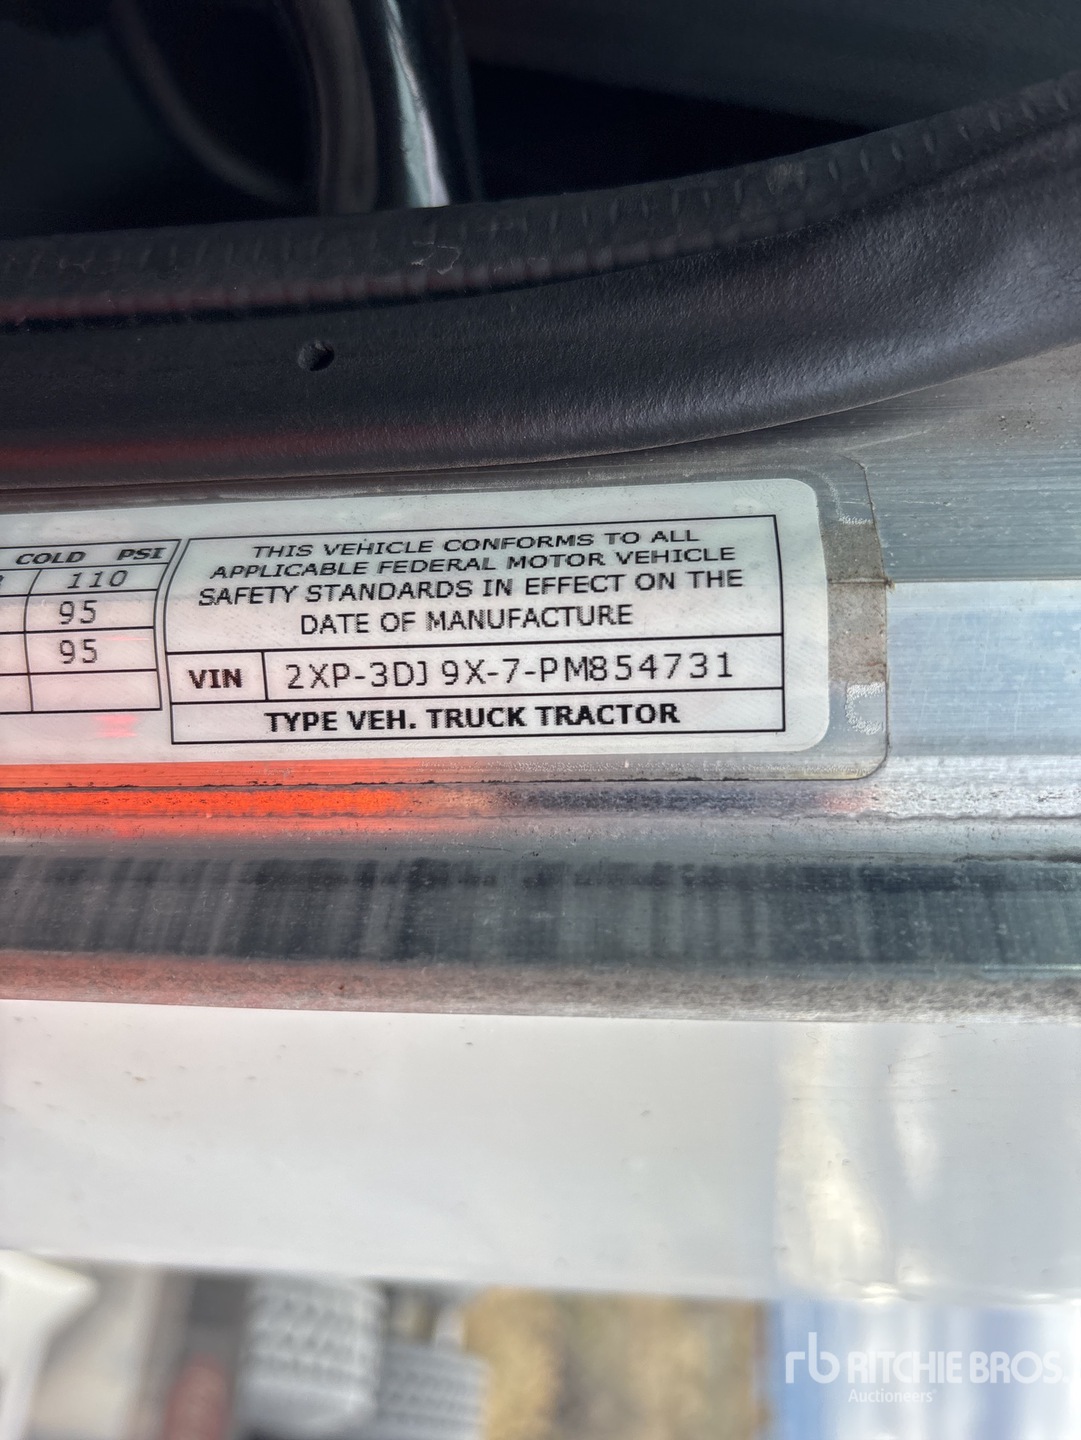 COLD PSI
110
95
95
THIS VEHICLE CONFORMS TO ALL
APPLICABLE FEDERAL MOTOR VEHICLE
SAFETY STANDARDS IN EFFECT ON THE
DATE OF MANUFACTURE
VIN 2XP-3DJ9X-7-PM854731
TYPE VEH. TRUCK TRACTOR
rb RITCHIE BROS.
Auctioneers